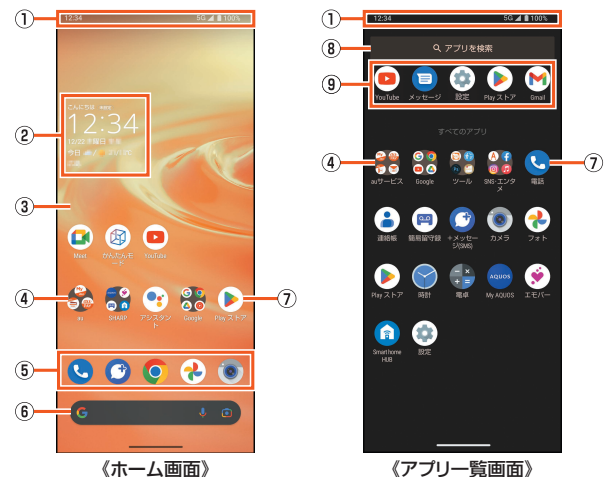 ①
12:34 5G 100%
②
こんにちは
12:34
12/22 木曜日
今日
③
Meet かんたんモード YouTube
④
au SHARP アシスタント Google Play ストア
⑦
⑤
⑥
《ホーム画面》
①
12:34 5G 100%
⑧
アプリを検索
⑨
YouTube メッセージ 設定 Play ストア Gmail
すべてのアプリ
④
auサービス Google ツール SNS･エンタメ 電話
⑦
連絡帳 簡易留守録 +メッセージ(SMS) カメラ フォト
AQUOS
Play ストア 時計 電卓 My AQUOS エモパー
Smart home HUB 設定
《アプリ一覧画面》